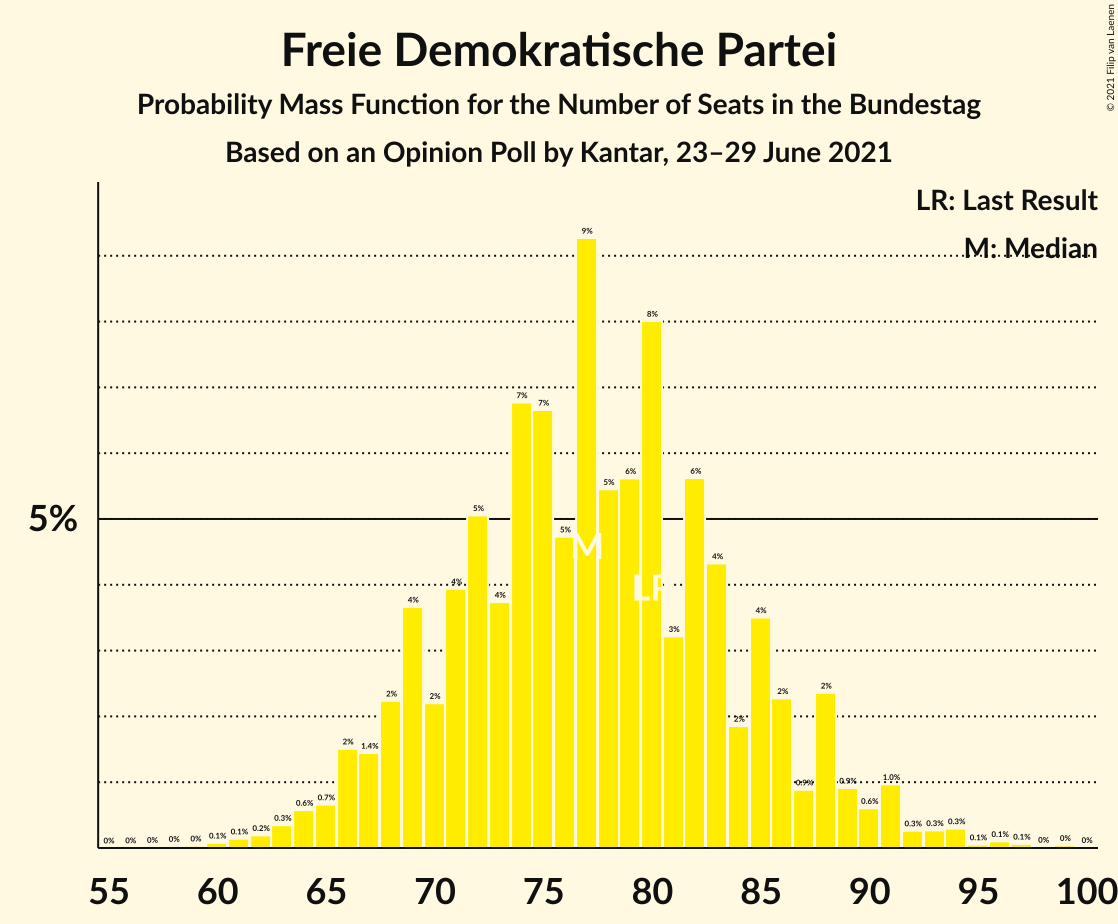 © 2021 Filip van Laenen
Freie Demokratische Partei
Probability Mass Function for the Number of Seats in the Bundestag
Based on an Opinion Poll by Kantar, 23–29 June 2021
LR: Last Result
M: Median
5%
0% 0% 0% 0% 0% 0.1% 0.1% 0.2% 0.3% 0.6% 0.7% 2% 1.4% 2% 4% 2% 4% 5% 4% 7% 7% 5% 9% 5% 6% 8% 3% 6% 4% 2% 4% 2% 0.9% 2% 0.9% 0.6% 1.0% 0.3% 0.3% 0.3% 0.1% 0.1% 0.1% 0% 0% 0%
M
LR
55 60 65 70 75 80 85 90 95 100